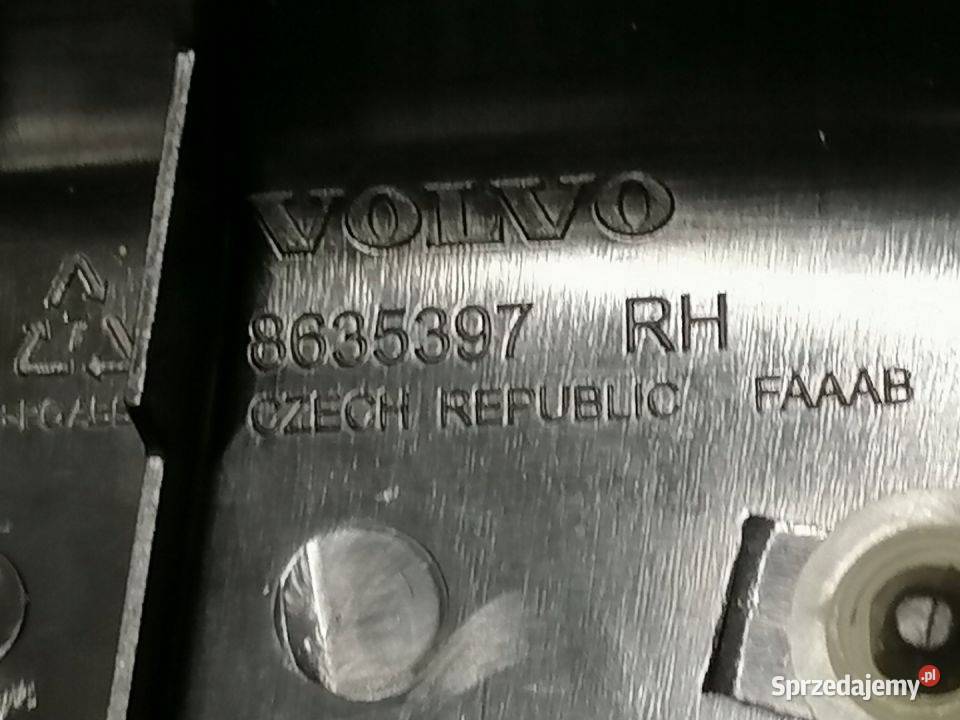 VOLVO
8635397 RH
CZECH REPUBLIC FAAAB
Sprzedajemy.pl